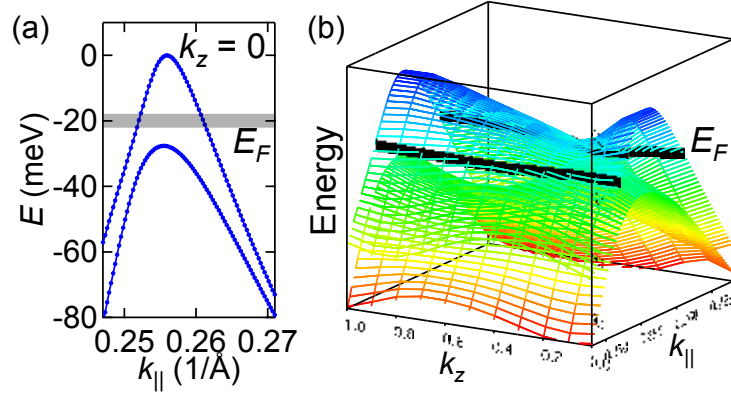 (a)
k_z = 0
0
-20
-40
-60
-80
E (meV)
E_F
0.25
0.26
0.27
k_|| (1/Å)
(b)
Energy
E_F
1.0
0.8
0.6
0.4
0.2
k_z
k_||